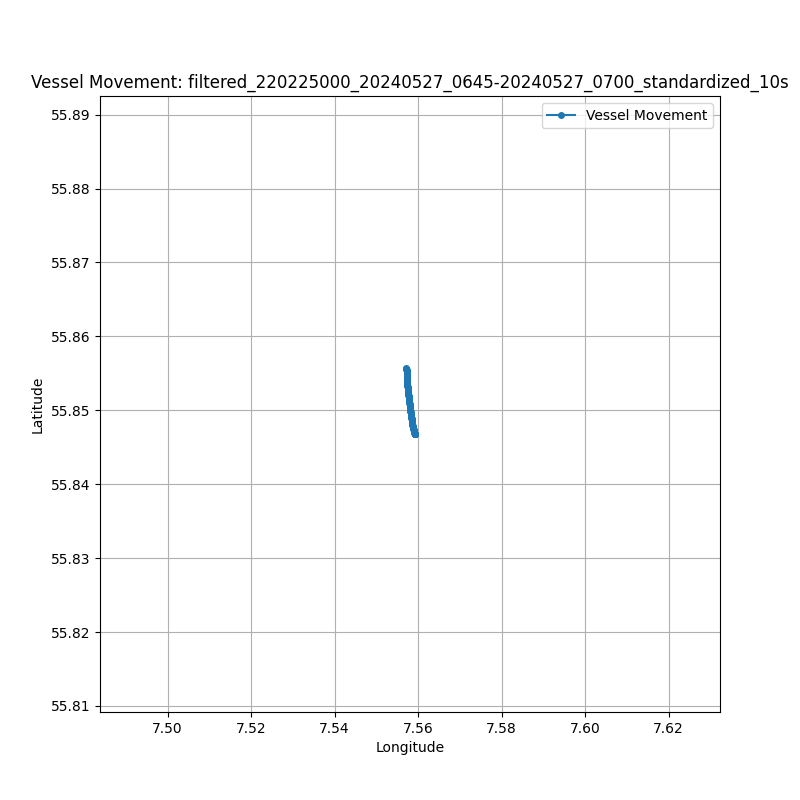 Vessel Movement: filtered_220225000_20240527_0645-20240527_0700_standardized_10s
Vessel Movement
55.89
55.88
55.87
55.86
55.85
55.84
55.83
55.82
55.81
Latitude
7.50 7.52 7.54 7.56 7.58 7.60 7.62
Longitude